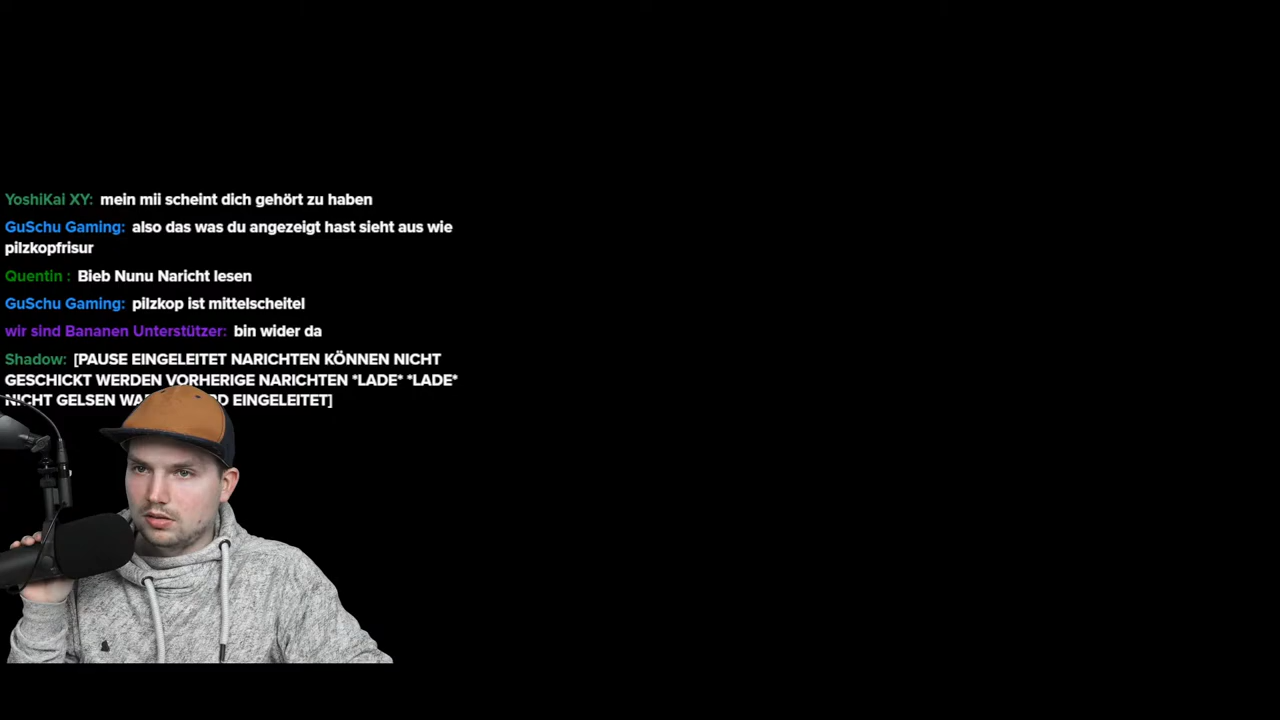 YoshiKai XY: mein mii scheint dich gehört zu haben
GuSchu Gaming: also das was du angezeigt hast sieht aus wie
pilzkopfrisur
Quentin : Bieb Nunu Naricht lesen
GuSchu Gaming: pilzkop ist mittelscheitel
wir sind Bananen Unterstützer: bin wider da
Shadow: [PAUSE EINGELEITET NARICHTEN KÖNNEN NICHT
GESCHICKT WERDEN VORHERIGE NARICHTEN *LADE* *LADE*
NICHT GELSEN EINGELEITET]